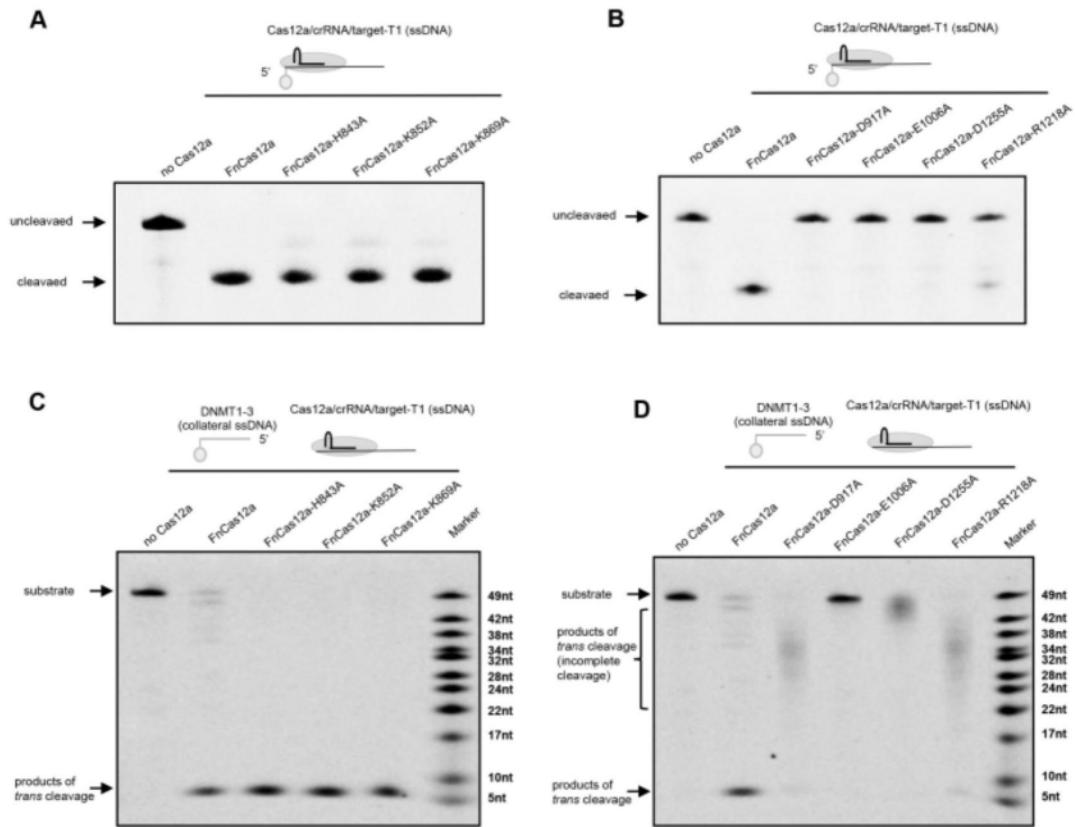 A
Cas12a/crRNA/target-T1 (ssDNA)
5'
no Cas12a
FnCas12a
FnCas12a-H843A
FnCas12a-K852A
FnCas12a-K869A
uncleavaed
cleavaed
B
Cas12a/crRNA/target-T1 (ssDNA)
5'
no Cas12a
FnCas12a
FnCas12a-D917A
FnCas12a-E1006A
FnCas12a-D1255A
FnCas12a-R1218A
uncleavaed
cleavaed
C
DNMT1-3
(collateral ssDNA)
5'
Cas12a/crRNA/target-T1 (ssDNA)
no Cas12a
FnCas12a
FnCas12a-H843A
FnCas12a-K852A
FnCas12a-K869A
Marker
substrate
products of
trans cleavage
49nt
42nt
38nt
34nt
32nt
28nt
24nt
22nt
17nt
10nt
5nt
D
DNMT1-3
(collateral ssDNA)
5'
Cas12a/crRNA/target-T1 (ssDNA)
no Cas12a
FnCas12a
FnCas12a-D917A
FnCas12a-E1006A
FnCas12a-D1255A
FnCas12a-R1218A
Marker
substrate
products of
trans cleavage
(incomplete
cleavage)
products of
trans cleavage
49nt
42nt
38nt
34nt
32nt
28nt
24nt
22nt
17nt
10nt
5nt